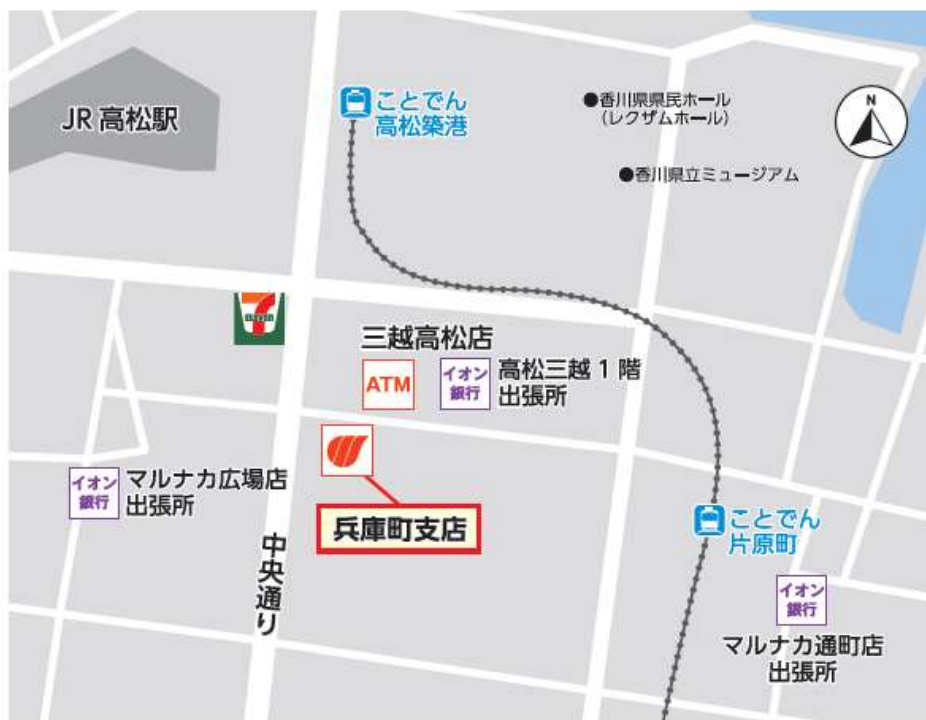 JR 高松駅
ことでん
高松築港
●香川県県民ホール
（レクザムホール）
●香川県立ミュージアム
N
7
ELEVEN
三越高松店
ATM
イオン
銀行
高松三越 1 階
出張所
イオン
銀行
マルナカ広場店
出張所
兵庫町支店
中央通り
ことでん
片原町
イオン
銀行
マルナカ通町店
出張所